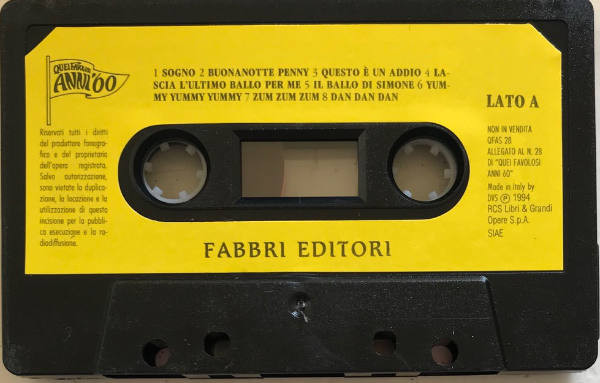 QUEI FAVOLOSI
ANNI '60
1 SOGNO 2 BUONANOTTE PENNY 3 QUESTO È UN ADDIO 4 LA-
SCIA L'ULTIMO BALLO PER ME 5 IL BALLO DI SIMONE 6 YUM-
MY YUMMY YUMMY 7 ZUM ZUM ZUM 8 DAN DAN DAN
LATO A
Riservati tutti i diritti
del produttore fonogra-
fico e del proprietario
dell'opera registrata.
Salvo autorizzazione,
sono vietate la duplica-
zione, la locazione e la
utilizzazione di questa
incisione per la pubbli-
ca esecuzione e la ra-
diodiffusione.
NON IN VENDITA
QFAS 28
ALLEGATO AL N. 28
DI "QUEI FAVOLOSI
ANNI 60"
Made in Italy by
DVS Ⓟ 1994
RCS Libri & Grandi
Opere S.p.A.
SIAE
FABBRI EDITORI